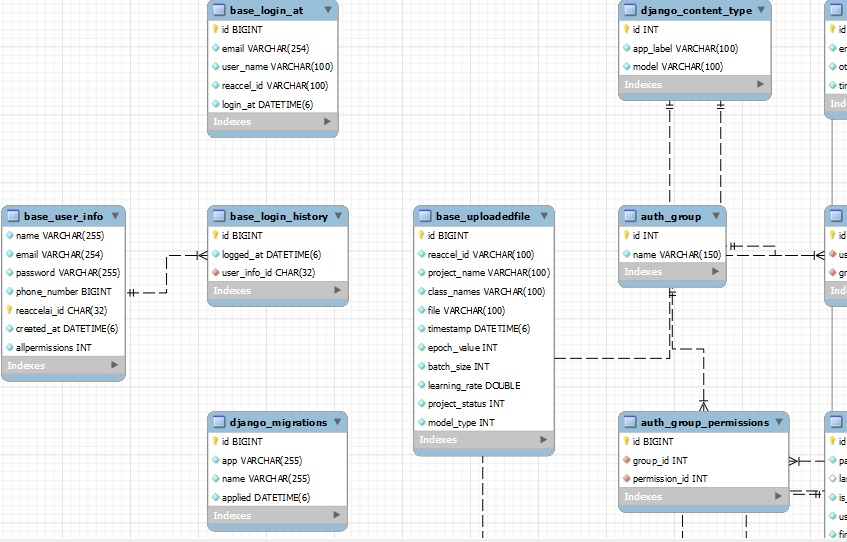 base_login_at
id BIGINT
email VARCHAR(254)
user_name VARCHAR(100)
reaccel_id VARCHAR(100)
login_at DATETIME(6)
Indexes
django_content_type
id INT
app_label VARCHAR(100)
model VARCHAR(100)
Indexes
base_user_info
name VARCHAR(255)
email VARCHAR(254)
password VARCHAR(255)
phone_number BIGINT
reaccelai_id CHAR(32)
created_at DATETIME(6)
allpermissions INT
Indexes
base_login_history
id BIGINT
logged_at DATETIME(6)
user_info_id CHAR(32)
Indexes
base_uploadedfile
id BIGINT
reaccel_id VARCHAR(100)
project_name VARCHAR(100)
class_names VARCHAR(100)
file VARCHAR(100)
timestamp DATETIME(6)
epoch_value INT
batch_size INT
learning_rate DOUBLE
project_status INT
model_type INT
Indexes
auth_group
id INT
name VARCHAR(150)
Indexes
django_migrations
id BIGINT
app VARCHAR(255)
name VARCHAR(255)
applied DATETIME(6)
Indexes
auth_group_permissions
id BIGINT
group_id INT
permission_id INT
Indexes